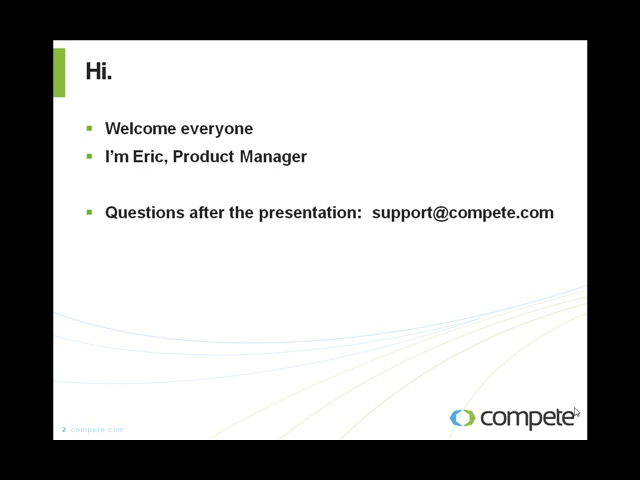 Hi.
Welcome everyone
I'm Eric, Product Manager
Questions after the presentation:  support@compete.com
compete
2 compete.com